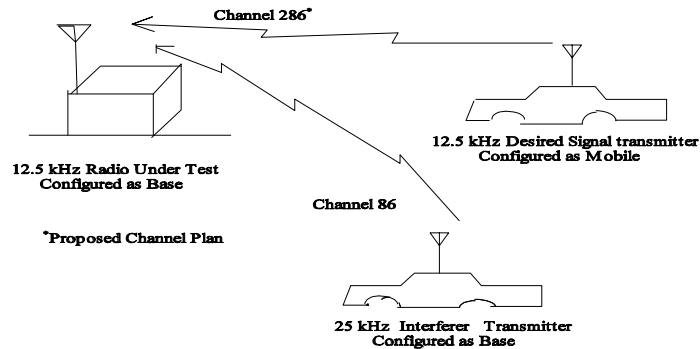 Channel 286*
12.5 kHz Desired Signal transmitter
Configured as Mobile
12.5 kHz Radio Under Test
Configured as Base
Channel 86
*Proposed Channel Plan
25 kHz Interferer Transmitter
Configured as Base